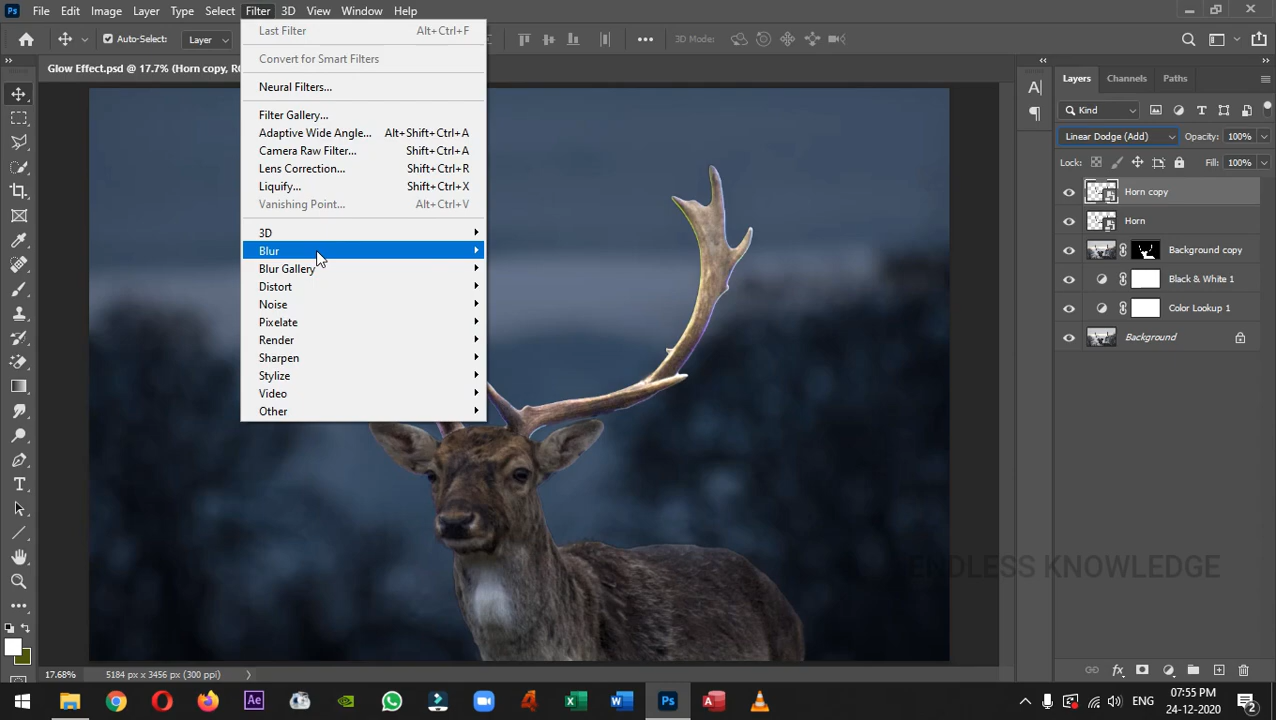 Ps File Edit Image Layer Type Select Filter 3D View Window Help
Auto-Select: Layer 3D Mode:
Glow Effect.psd @ 17.7% (Horn copy, R
Last Filter Alt+Ctrl+F
Convert for Smart Filters
Neural Filters...
Filter Gallery...
Adaptive Wide Angle... Alt+Shift+Ctrl+A
Camera Raw Filter... Shift+Ctrl+A
Lens Correction... Shift+Ctrl+R
Liquify... Shift+Ctrl+X
Vanishing Point... Alt+Ctrl+V
3D
Blur
Blur Gallery
Distort
Noise
Pixelate
Render
Sharpen
Stylize
Video
Other
Layers Channels Paths
Kind
Linear Dodge (Add) Opacity: 100%
Lock: Fill: 100%
Horn copy
Horn
ackground copy
Black & White 1
Color Lookup 1
Background
ENDLESS KNOWLEDGE
fx
17.68% 5184 px x 3456 px (300 ppi)
Ae Ps ENG
07:55 PM
24-12-2020